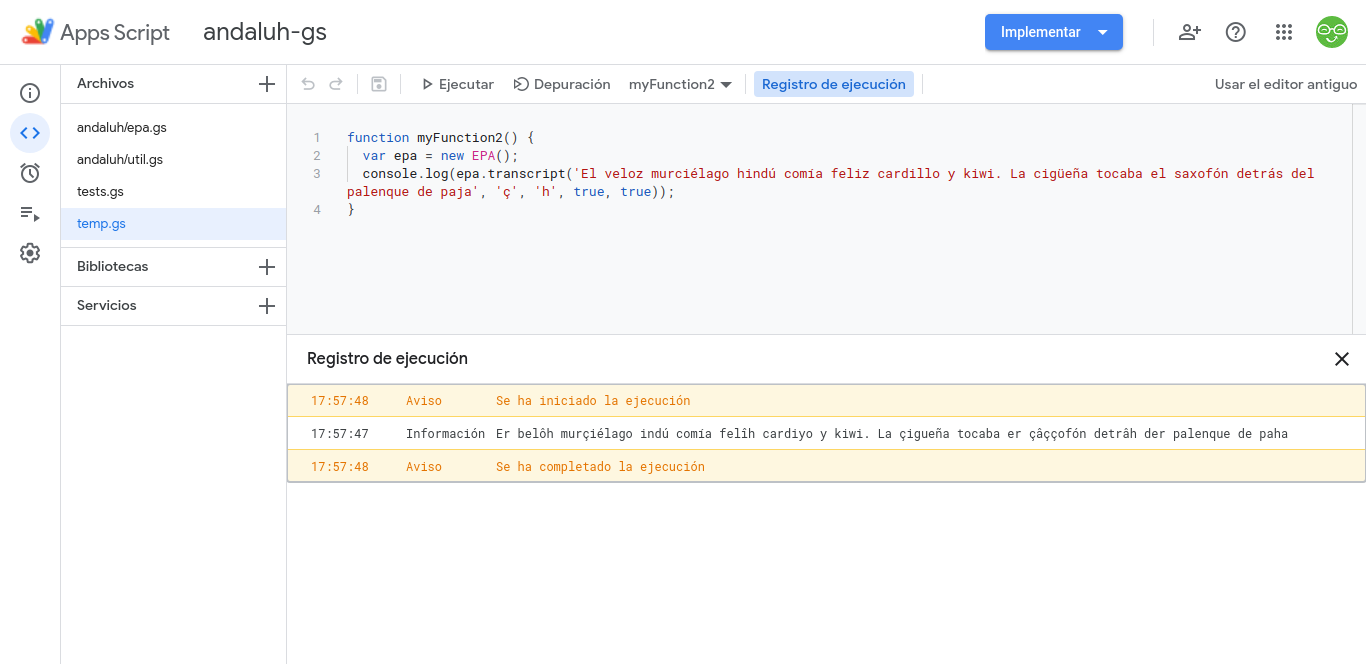 Apps Script andaluh-gs Implementar
Archivos
Ejecutar Depuración myFunction2 Registro de ejecución Usar el editor antiguo
andaluh/epa.gs
andaluh/util.gs
tests.gs
temp.gs
Bibliotecas
Servicios
1 function myFunction2() {
2 var epa = new EPA();
3 console.log(epa.transcript('El veloz murciélago hindú comía feliz cardillo y kiwi. La cigüeña tocaba el saxofón detrás del
palenque de paja', 'ç', 'h', true, true));
4 }
Registro de ejecución
17:57:48 Aviso Se ha iniciado la ejecución
17:57:47 Información Er belôh murçiélago indú comía felîh cardiyo y kiwi. La çigueña tocaba er çâççofón detrâh der palenque de paha
17:57:48 Aviso Se ha completado la ejecución